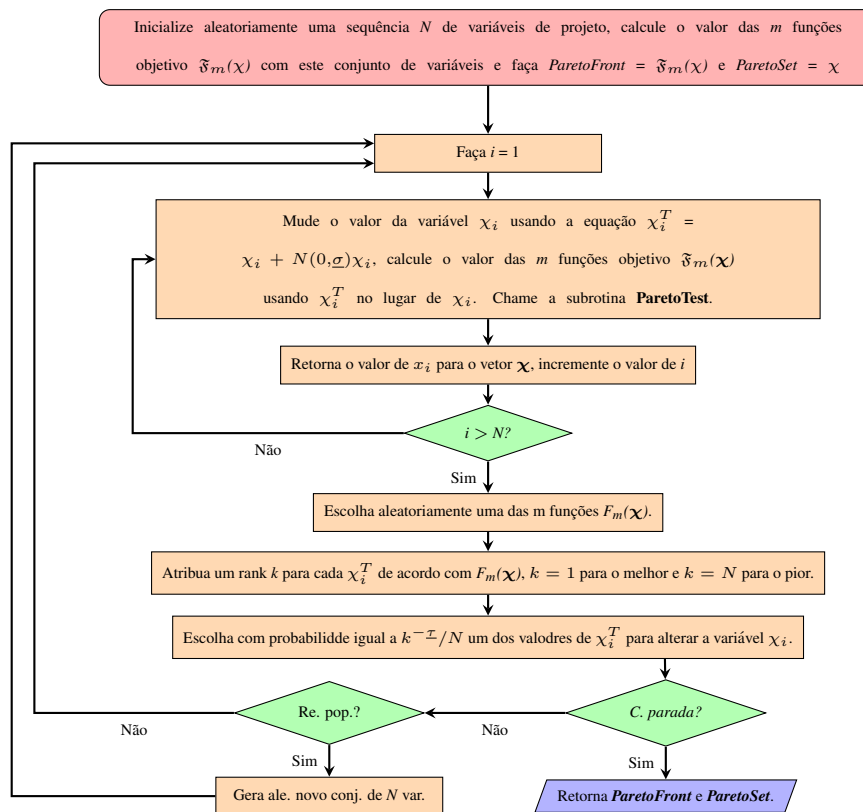 Inicialize aleatoriamente uma sequência N de variáveis de projeto, calcule o valor das m funções
objetivo 𝔉m(χ) com este conjunto de variáveis e faça ParetoFront = 𝔉m(χ) e ParetoSet = χ
Faça i = 1
Mude o valor da variável χi usando a equação χi^T =
χi + N(0,σ)χi, calcule o valor das m funções objetivo 𝔉m(χ)
usando χi^T no lugar de χi. Chame a subrotina ParetoTest.
Retorna o valor de xi para o vetor χ, incremente o valor de i
i > N?
Não
Sim
Escolha aleatoriamente uma das m funções Fm(χ).
Atribua um rank k para cada χi^T de acordo com Fm(χ), k = 1 para o melhor e k = N para o pior.
Escolha com probabilidde igual a k^−τ/N um dos valodres de χi^T para alterar a variável χi.
Re. pop.?
C. parada?
Não
Não
Sim
Sim
Gera ale. novo conj. de N var.
Retorna ParetoFront e ParetoSet.